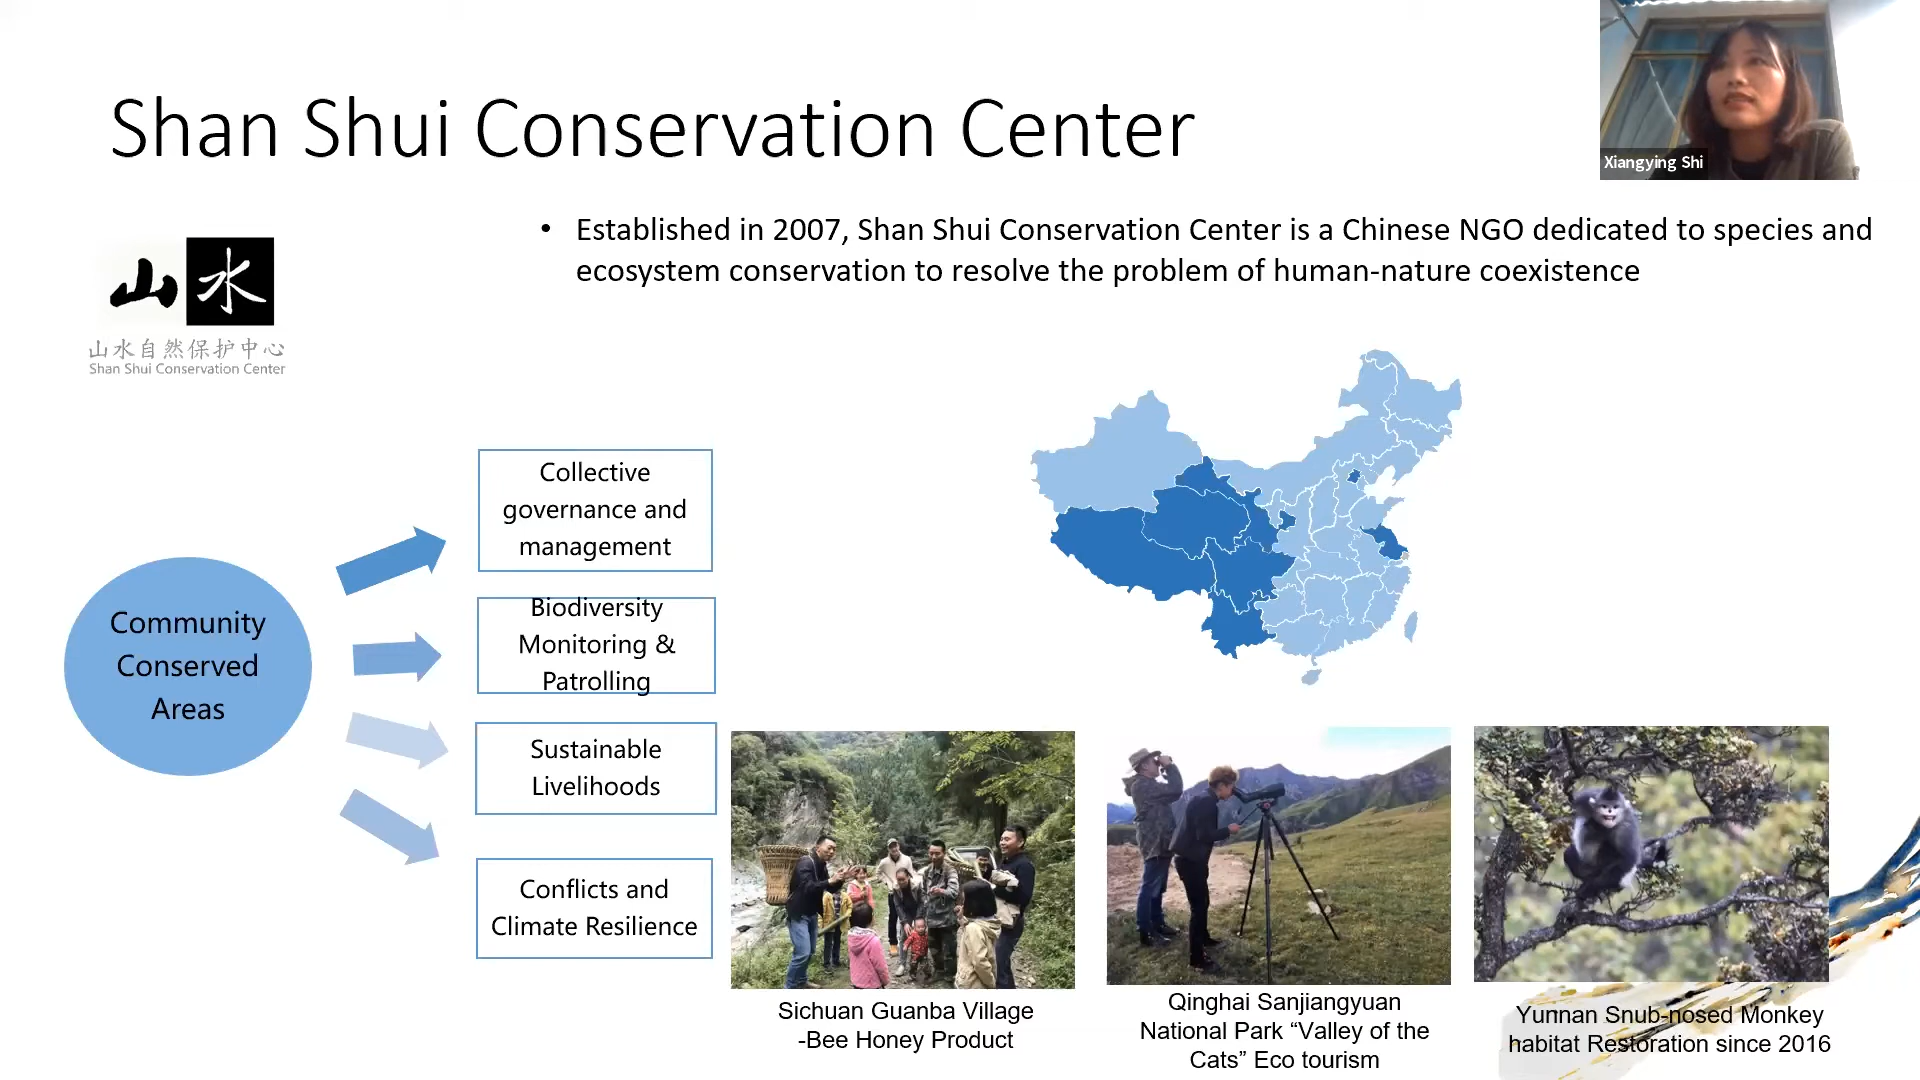 Shan Shui Conservation Center
Xiangying Shi
• Established in 2007, Shan Shui Conservation Center is a Chinese NGO dedicated to species and
ecosystem conservation to resolve the problem of human-nature coexistence
山水
山水自然保护中心
Shan Shui Conservation Center
Community
Conserved
Areas
Collective
governance and
management
Biodiversity
Monitoring &
Patrolling
Sustainable
Livelihoods
Conflicts and
Climate Resilience
Sichuan Guanba Village
-Bee Honey Product
Qinghai Sanjiangyuan
National Park “Valley of the
Cats” Eco tourism
Yunnan Snub-nosed Monkey
habitat Restoration since 2016